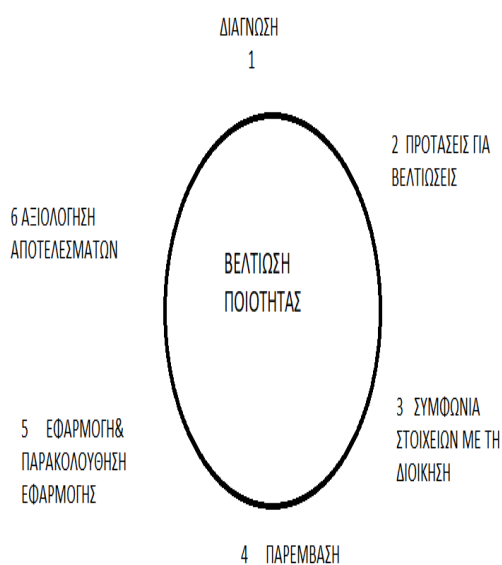 ΔΙΑΓΝΩΣΗ
1
2 ΠΡΟΤΑΣΕΙΣ ΓΙΑ
ΒΕΛΤΙΩΣΕΙΣ
6 ΑΞΙΟΛΟΓΗΣΗ
ΑΠΟΤΕΛΕΣΜΑΤΩΝ
ΒΕΛΤΙΩΣΗ
ΠΟΙΟΤΗΤΑΣ
3 ΣΥΜΦΩΝΙΑ
ΣΤΟΙΧΕΙΩΝ ΜΕ ΤΗ
ΔΙΟΙΚΗΣΗ
5 ΕΦΑΡΜΟΓΗ&
ΠΑΡΑΚΟΛΟΥΘΗΣΗ
ΕΦΑΡΜΟΓΗΣ
4 ΠΑΡΕΜΒΑΣΗ